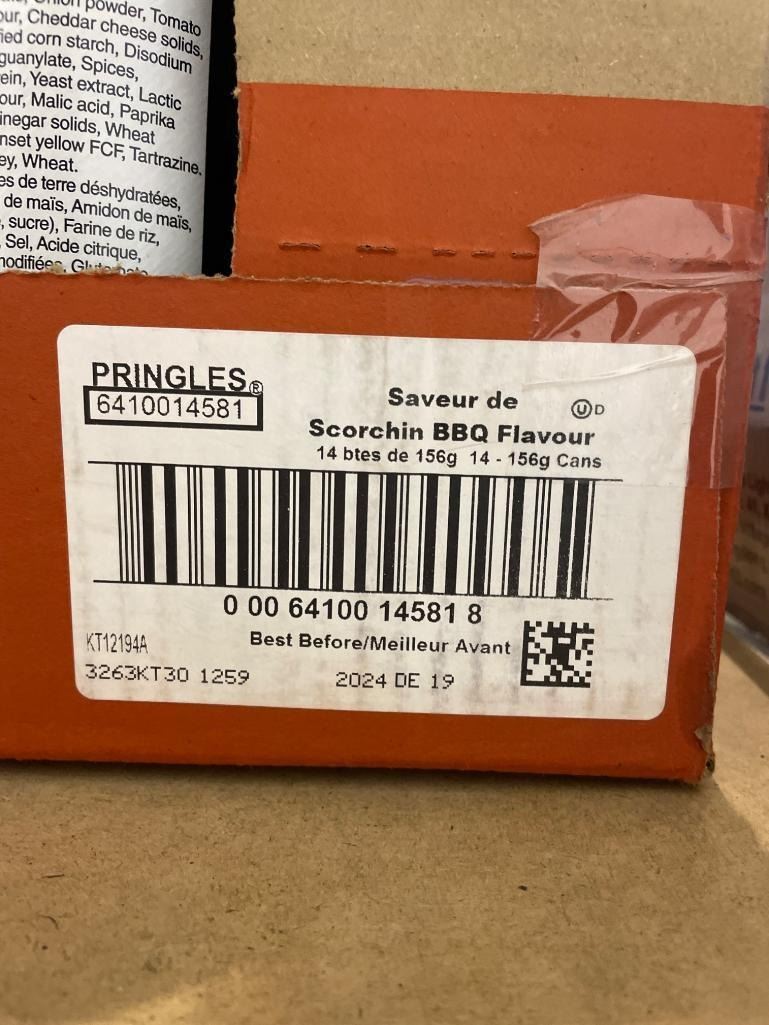 powder, Tomato
our, Cheddar cheese solids,
ied corn starch, Disodium
guanylate, Spices,
ein, Yeast extract, Lactic
our, Malic acid, Paprika
inegar solids, Wheat
nset yellow FCF, Tartrazine.
ey, Wheat.
es de terre déshydratées,
de maïs, Amidon de maïs,
, sucre), Farine de riz,
Sel, Acide citrique,
PRINGLES®
6410014581
Saveur de
Scorchin BBQ Flavour
14 btes de 156g 14 - 156g Cans
U D
0 00 64100 14581 8
KT12194A
Best Before/Meilleur Avant
3263KT30 1259
2024 DE 19